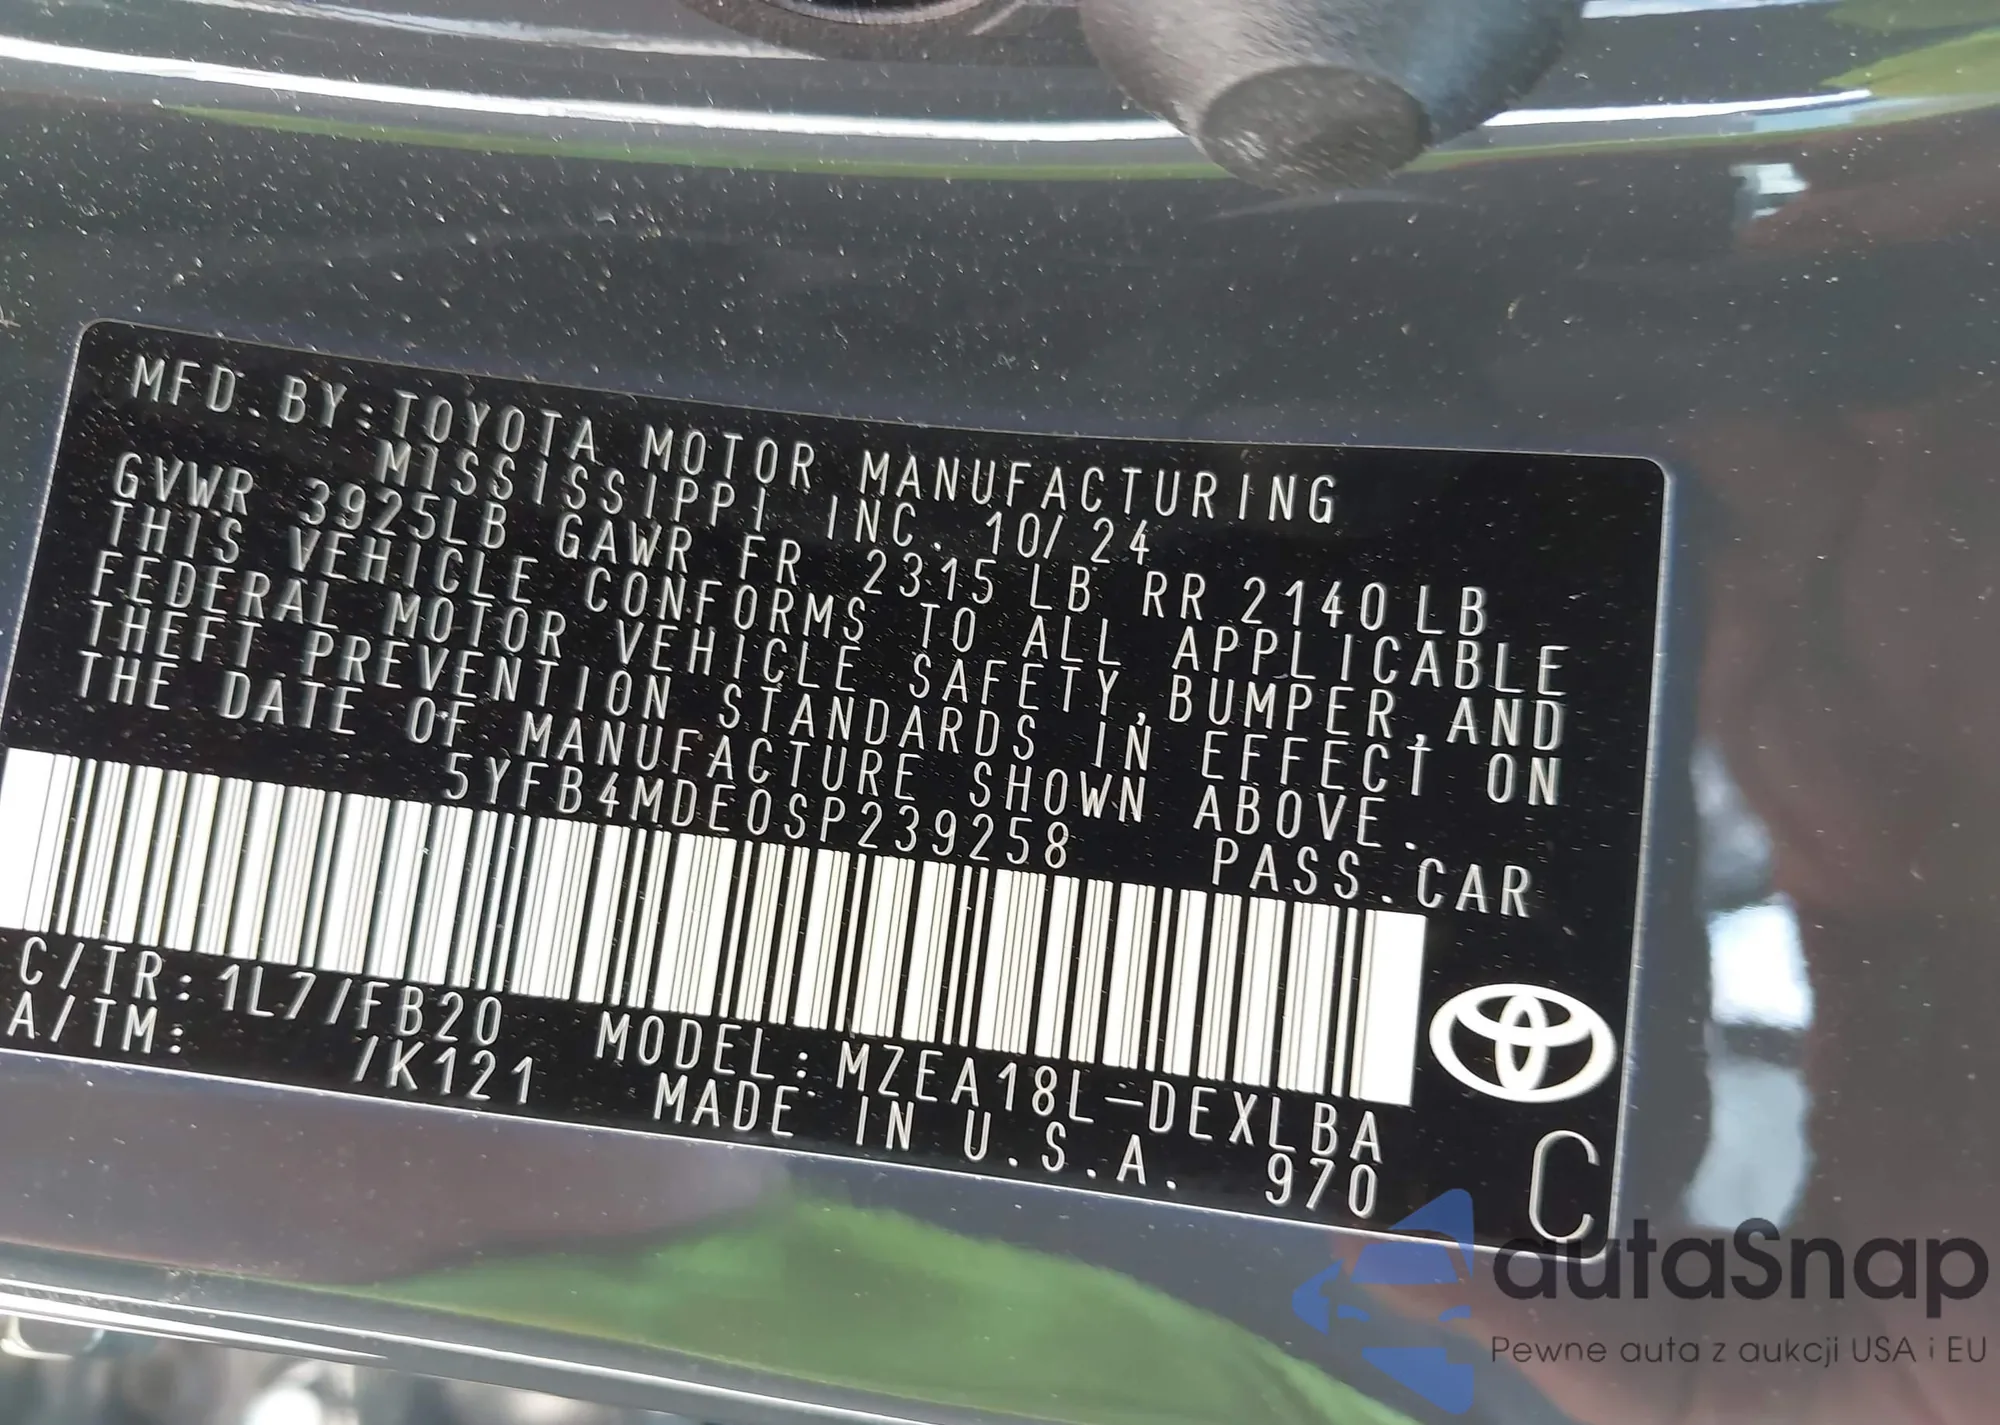 MFD.BY:TOYOTA MOTOR MANUFACTURING
MISSISSIPPI INC. 10/24
GVWR 3925LB GAWR FR 2315LB RR 2140LB
THIS VEHICLE CONFORMS TO ALL APPLICABLE
FEDERAL MOTOR VEHICLE SAFETY,BUMPER,AND
THEFT PREVENTION STANDARDS IN EFFECT ON
THE DATE OF MANUFACTURE SHOWN ABOVE.
5YFB4MDE0SP239258 PASS.CAR
C/TR:1L7/FB20 MODEL:MZEA18L-DEXLBA
A/TM: /K121 MADE IN U.S.A. 970
C
autaSnap
Pewne auta z aukcji USA i EU